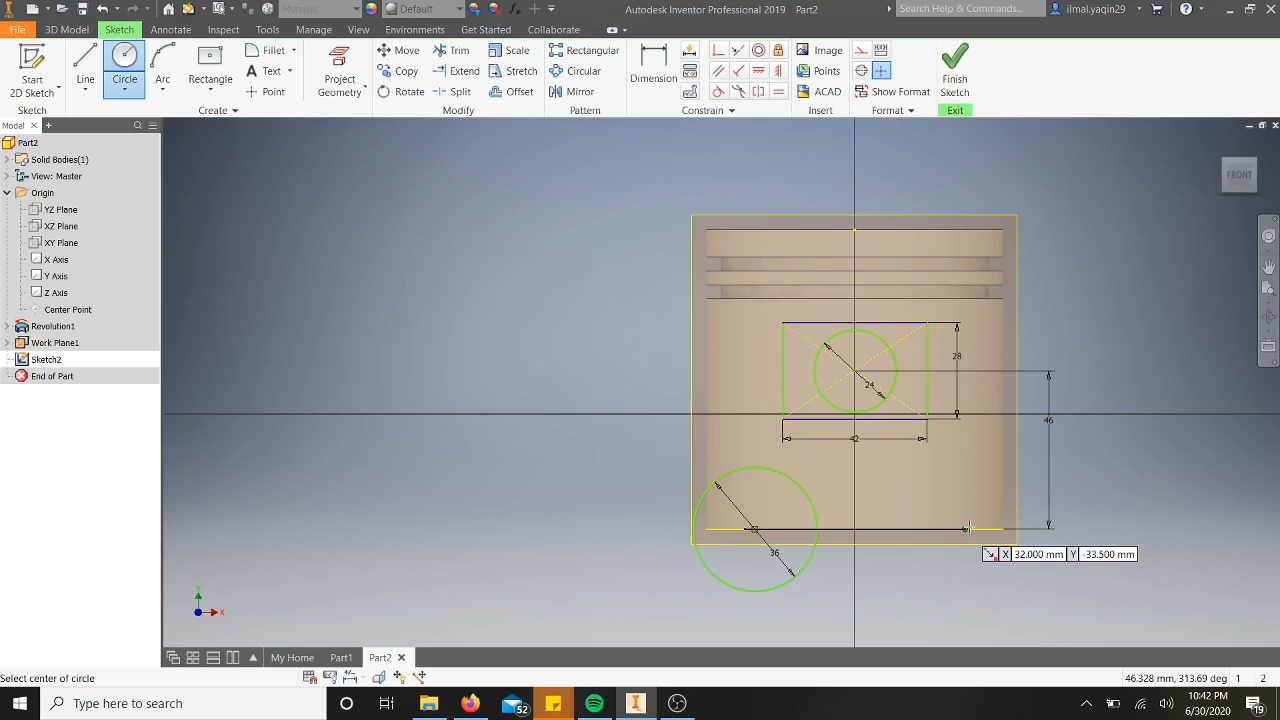 Material
Default
Autodesk Inventor Professional 2019
Part2
Search Help & Commands...
ilmal.yaqin29
File
3D Model
Sketch
Annotate
Inspect
Tools
Manage
View
Environments
Get Started
Collaborate
Start
2D Sketch
Line
Circle
Arc
Rectangle
Fillet
Text
Point
Project
Geometry
Move
Copy
Rotate
Trim
Extend
Split
Scale
Stretch
Offset
Rectangular
Circular
Mirror
Dimension
Image
Points
ACAD
Show Format
Finish
Sketch
Sketch
Create
Modify
Pattern
Constrain
Insert
Format
Exit
Model
Part2
Solid Bodies(1)
View: Master
Origin
YZ Plane
XZ Plane
XY Plane
X Axis
Y Axis
Z Axis
Center Point
Revolution1
Work Plane1
Sketch2
End of Part
FRONT
28
24
46
42
36
X 32.000 mm Y -33.500 mm
Y
X
My Home
Part1
Part2
Select center of circle
46.328 mm, 313.69 deg 1 2
Type here to search
52
10:42 PM
6/30/2020
19